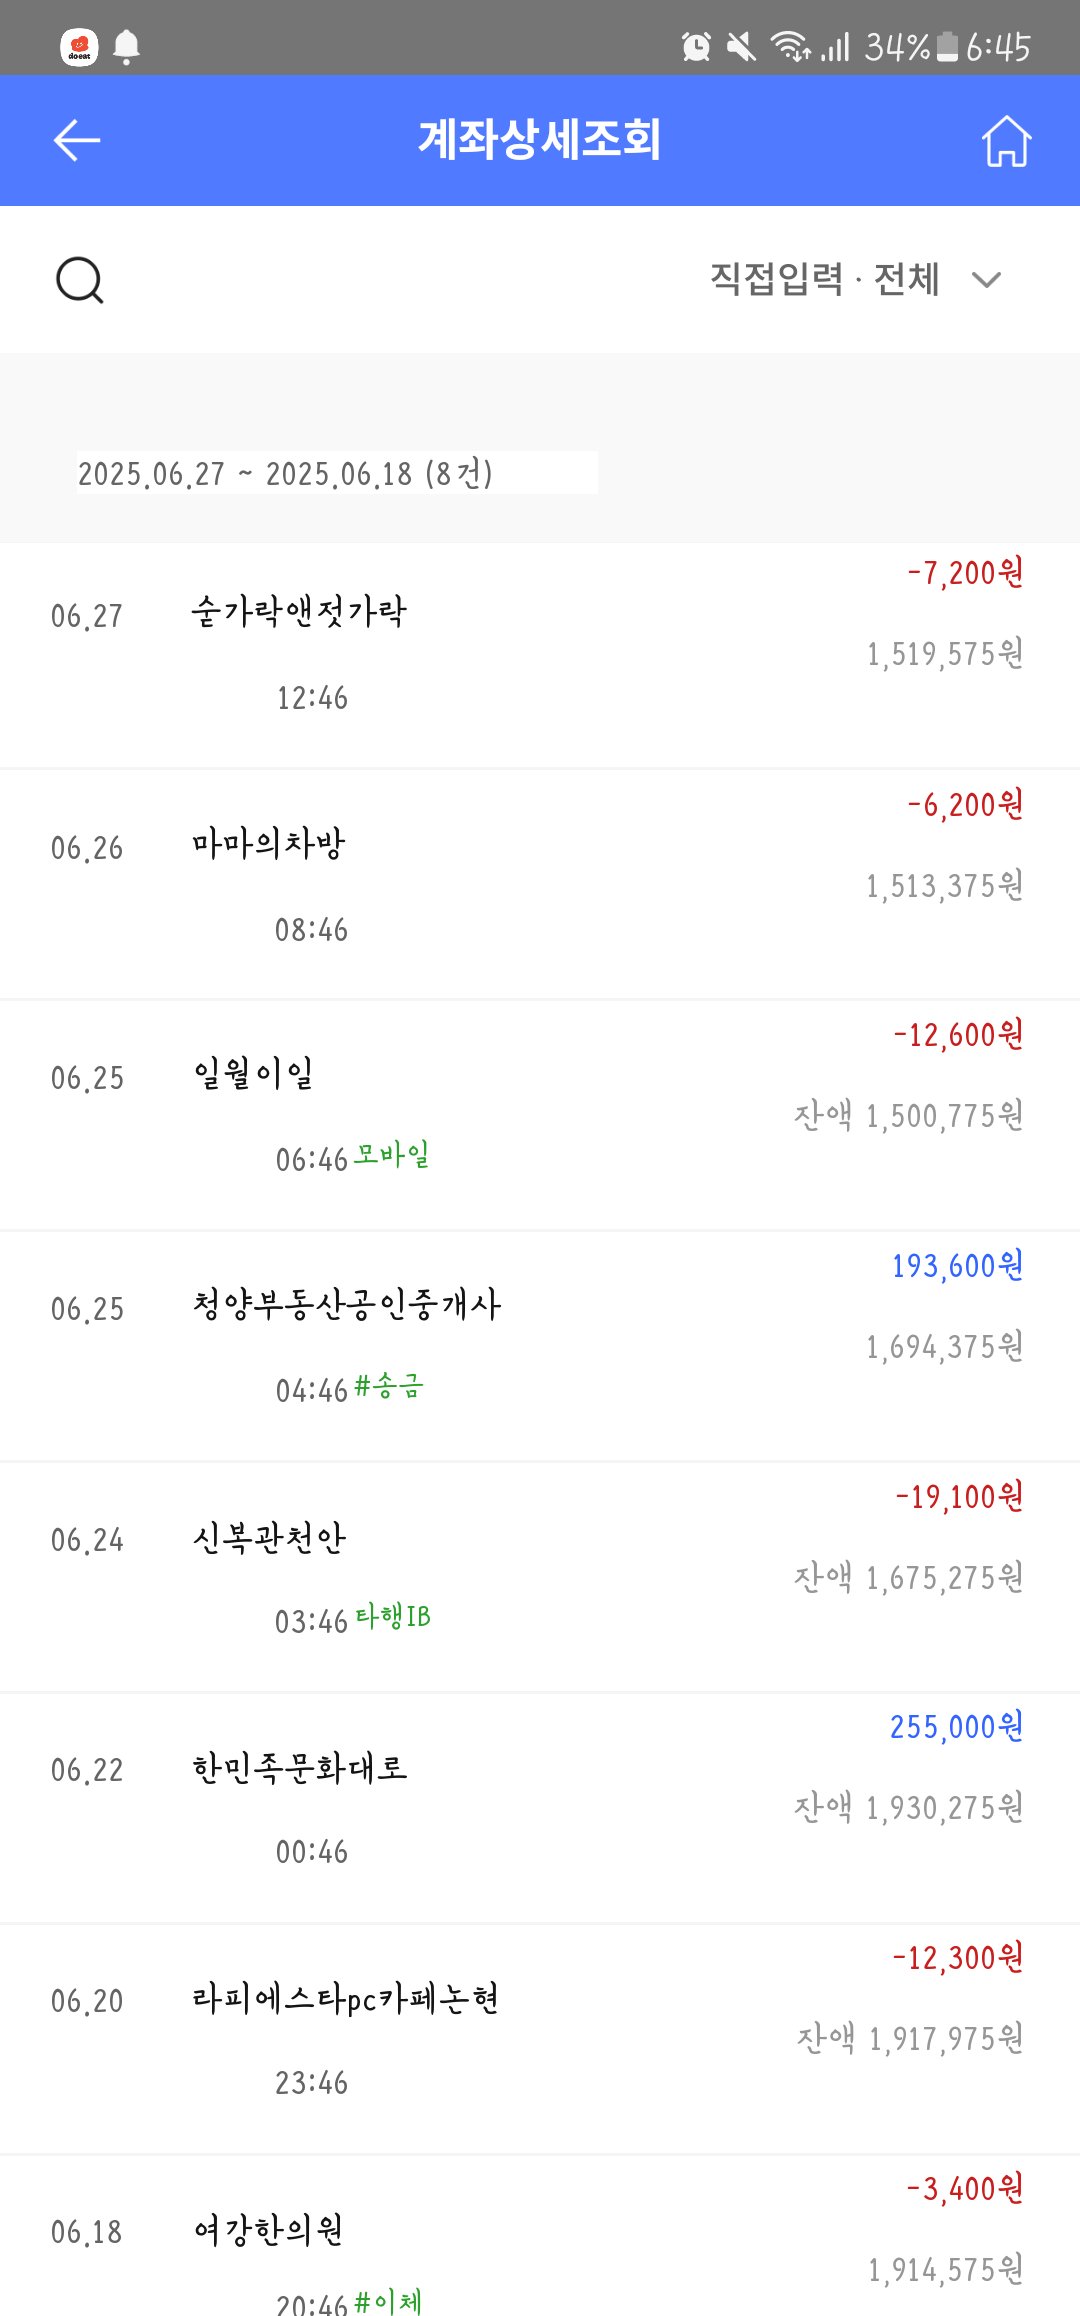 doeat
34% 6:45
계좌상세조회
직접입력 · 전체
2025.06.27 ~ 2025.06.18 (8건)
-7,200원
06.27 숟가락앤젓가락
1,519,575원
12:46
-6,200원
06.26 마마의차방
1,513,375원
08:46
-12,600원
06.25 일월이일
잔액 1,500,775원
06:46 모바일
193,600원
06.25 청양부동산공인중개사
1,694,375원
04:46 #송금
-19,100원
06.24 신복관천안
잔액 1,675,275원
03:46 타행IB
255,000원
06.22 한민족문화대로
잔액 1,930,275원
00:46
-12,300원
06.20 라피에스타pc카페논현
잔액 1,917,975원
23:46
-3,400원
06.18 여강한의원
1,914,575원
20:46 #이체